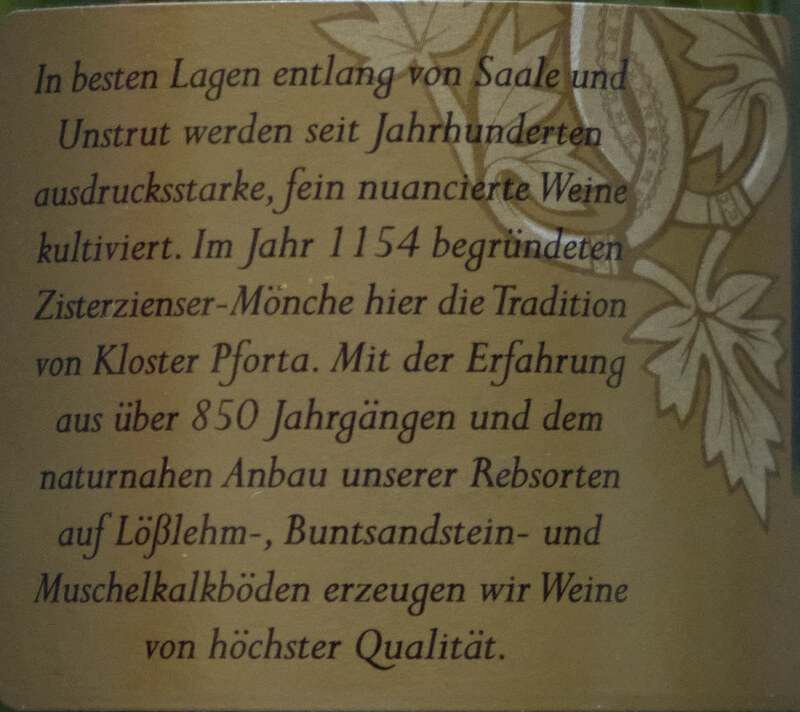 In besten Lagen entlang von Saale und
Unstrut werden seit Jahrhunderten
ausdrucksstarke, fein nuancierte Weine
kultiviert. Im Jahr 1154 begründeten
Zisterzienser-Mönche hier die Tradition
von Kloster Pforta. Mit der Erfahrung
aus über 850 Jahrgängen und dem
naturnahen Anbau unserer Rebsorten
auf Lößlehm-, Buntsandstein- und
Muschelkalkböden erzeugen wir Weine
von höchster Qualität.